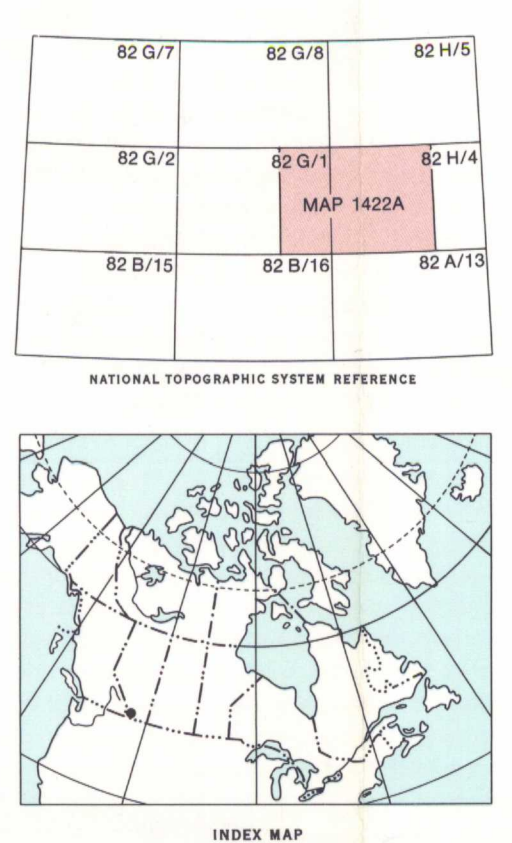 82 G/7 82 G/8 82 H/5
82 G/2 82 G/1 82 H/4
MAP 1422A
82 B/15 82 B/16 82 A/13
NATIONAL TOPOGRAPHIC SYSTEM REFERENCE
INDEX MAP